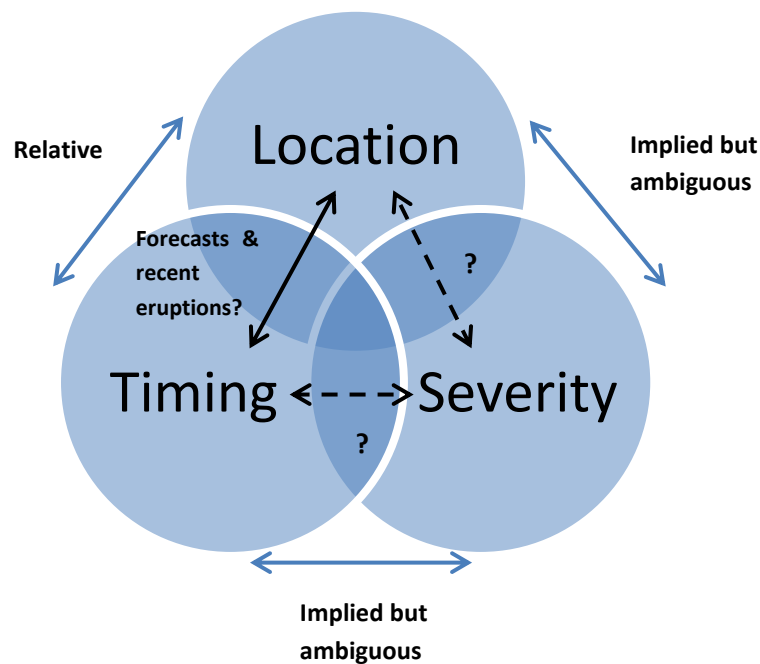 Location
Relative
Implied but
ambiguous
Forecasts &
recent
eruptions?
?
Timing
Severity
?
Implied but
ambiguous